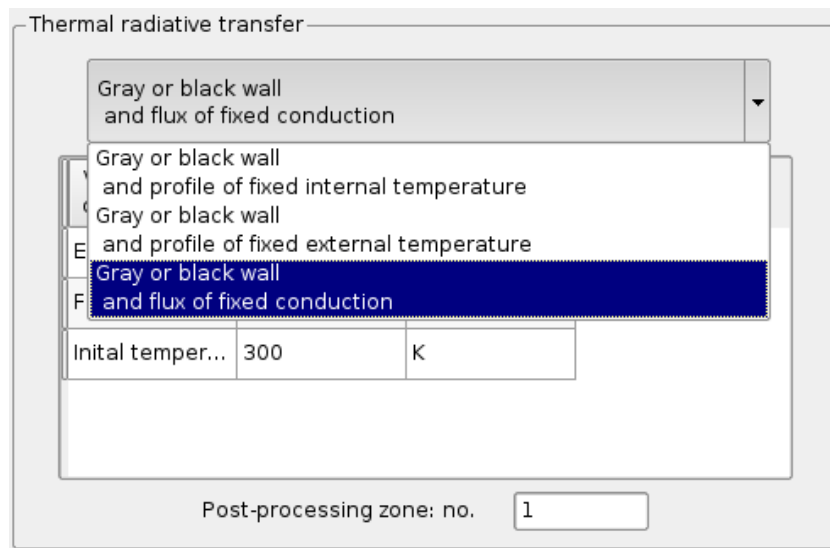 Thermal radiative transfer
Gray or black wall
and flux of fixed conduction
Gray or black wall
and profile of fixed internal temperature
Gray or black wall
and profile of fixed external temperature
Gray or black wall
and flux of fixed conduction
E
F
Inital temper... 300 K
Post-processing zone: no. 1